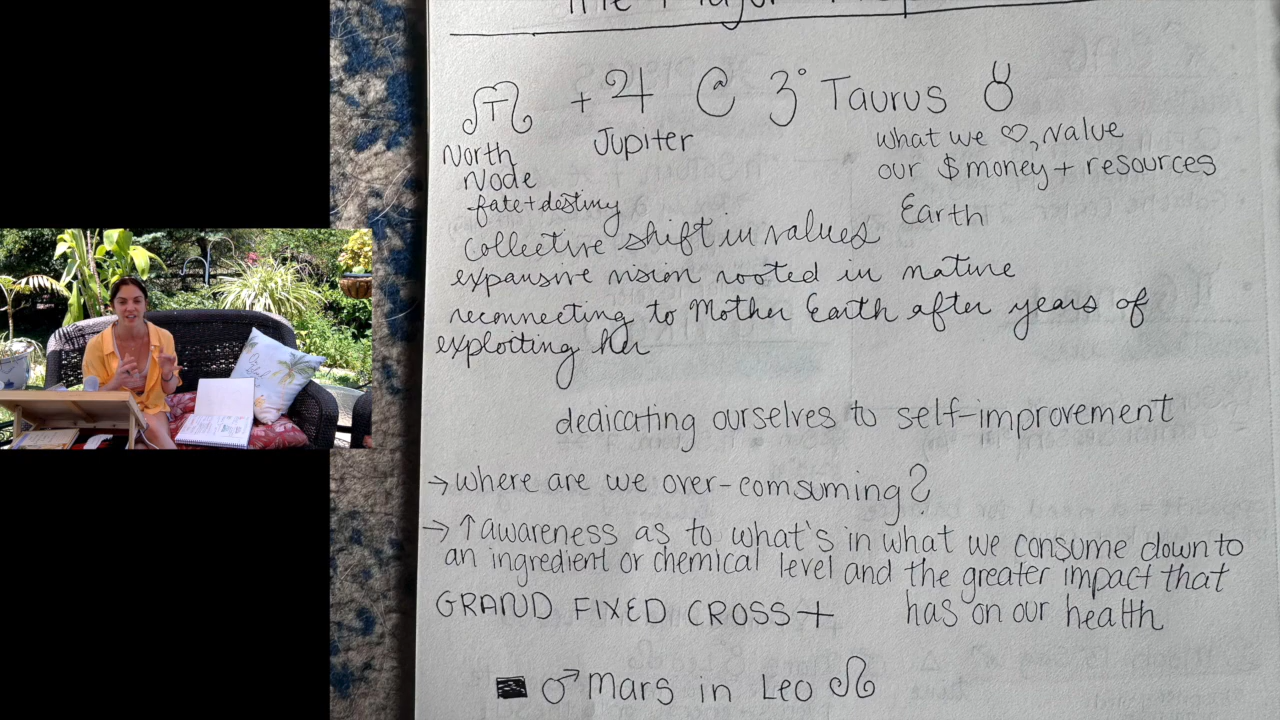 The Major
☊ + ♃ @ 3° Taurus ♉
North
Node
fate+destiny
Jupiter
what we ♡, value
our $ money + resources
Earth
collective shift in values
expansive vision rooted in nature
reconnecting to Mother Earth after years of
exploiting her
dedicating ourselves to self-improvement
→ where are we over-comsuming?
→ ↑ awareness as to what's in what we consume down to
an ingredient or chemical level and the greater impact that
has on our health
GRAND FIXED CROSS +
♂ Mars in Leo ♌